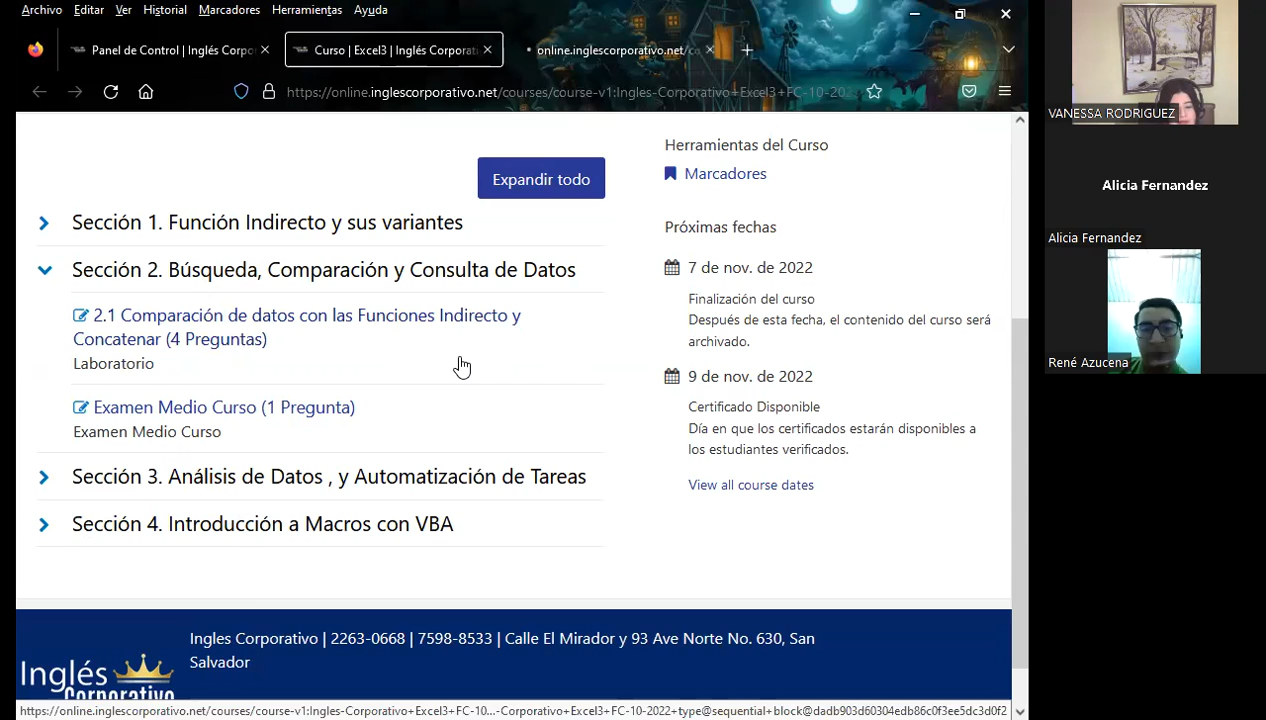 Archivo Editar Ver Historial Marcadores Herramientas Ayuda
Panel de Control | Inglés Corpo
Curso | Excel3 | Inglés Corporat
online.inglescorporativo.net/co
https://online.inglescorporativo.net/courses/course-v1:Ingles-Corporativo+Excel3+FC-10-202
Expandir todo
Sección 1. Función Indirecto y sus variantes
Sección 2. Búsqueda, Comparación y Consulta de Datos
2.1 Comparación de datos con las Funciones Indirecto y
Concatenar (4 Preguntas)
Laboratorio
Examen Medio Curso (1 Pregunta)
Examen Medio Curso
Sección 3. Análisis de Datos , y Automatización de Tareas
Sección 4. Introducción a Macros con VBA
Herramientas del Curso
Marcadores
Próximas fechas
7 de nov. de 2022
Finalización del curso
Después de esta fecha, el contenido del curso será
archivado.
9 de nov. de 2022
Certificado Disponible
Día en que los certificados estarán disponibles a
los estudiantes verificados.
View all course dates
Inglés
Corporativo
Ingles Corporativo | 2263-0668 | 7598-8533 | Calle El Mirador y 93 Ave Norte No. 630, San
Salvador
https://online.inglescorporativo.net/courses/course-v1:Ingles-Corporativo+Excel3+FC-10...-Corporativo+Excel3+FC-10-2022+type@sequential+block@dadb903d60304edb86c0f3ee5dc3d0f2
VANESSA RODRIGUEZ
Alicia Fernandez
Alicia Fernandez
René Azucena